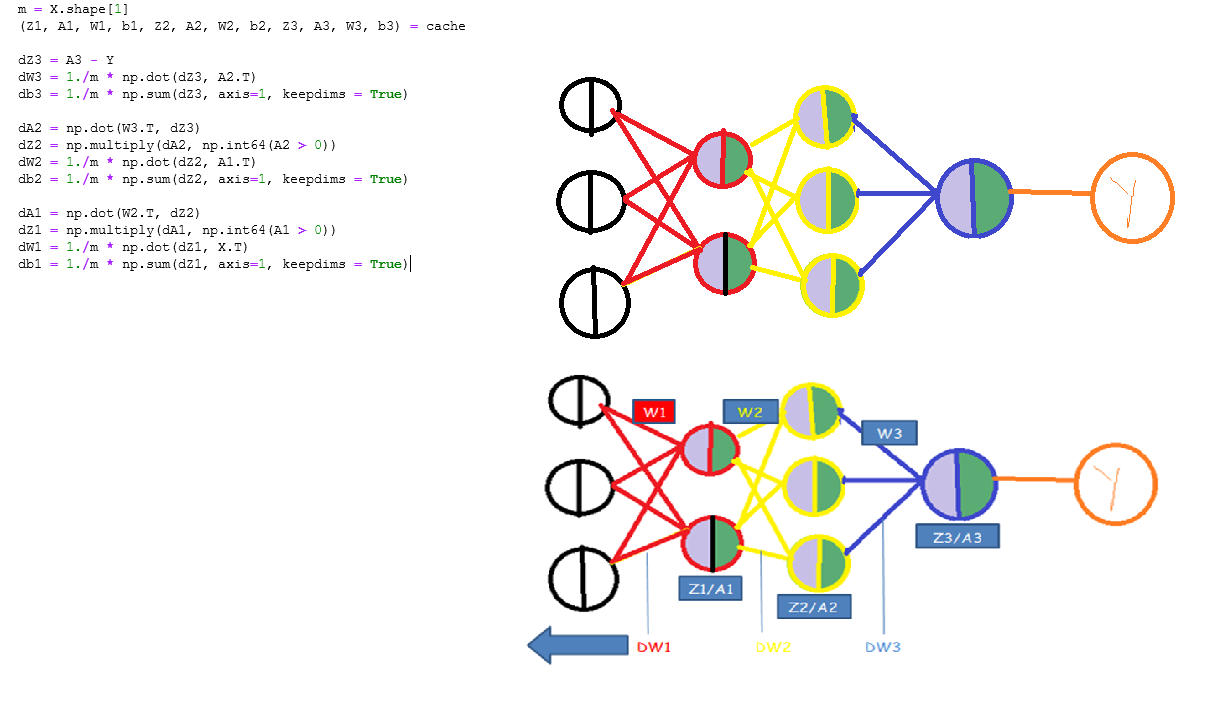 m = X.shape[1]
(Z1, A1, W1, b1, Z2, A2, W2, b2, Z3, A3, W3, b3) = cache
dZ3 = A3 - Y
dW3 = 1./m * np.dot(dZ3, A2.T)
db3 = 1./m * np.sum(dZ3, axis=1, keepdims = True)
dA2 = np.dot(W3.T, dZ3)
dZ2 = np.multiply(dA2, np.int64(A2 > 0))
dW2 = 1./m * np.dot(dZ2, A1.T)
db2 = 1./m * np.sum(dZ2, axis=1, keepdims = True)
dA1 = np.dot(W2.T, dZ2)
dZ1 = np.multiply(dA1, np.int64(A1 > 0))
dW1 = 1./m * np.dot(dZ1, X.T)
db1 = 1./m * np.sum(dZ1, axis=1, keepdims = True)
Y
W1
W2
W3
Y
Z3/A3
Z1/A1
Z2/A2
DW1
DW2
DW3